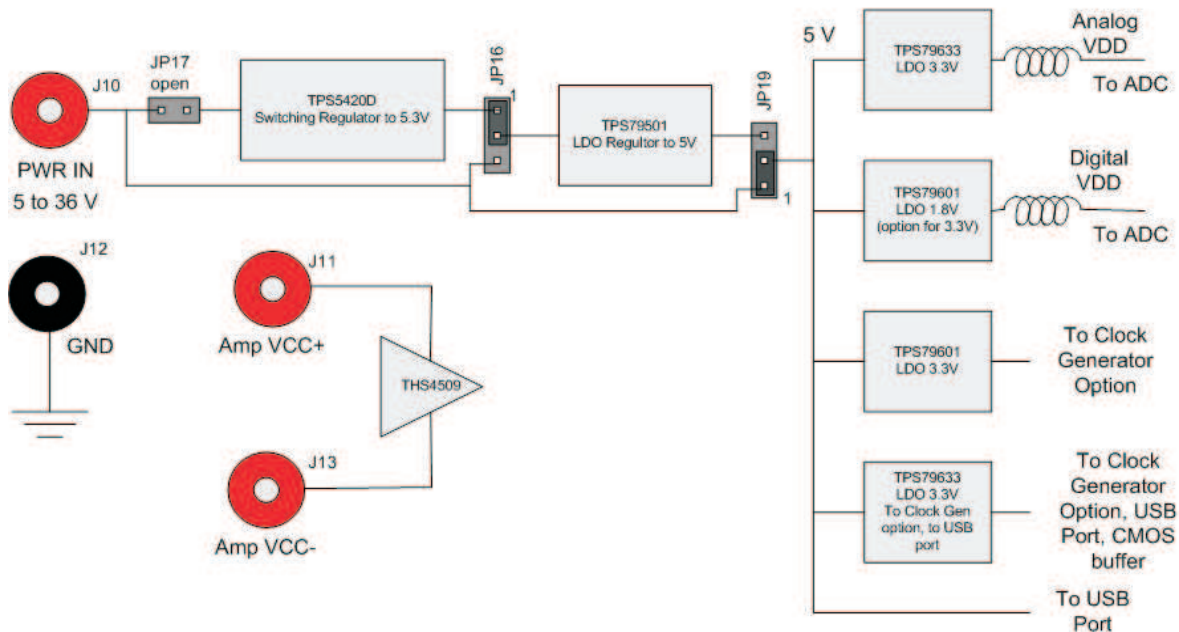 J10
JP17
open
PWR IN
5 to 36 V
TPS5420D
Switching Regulator to 5.3V
JP16
1
TPS79501
LDO Regultor to 5V
JP19
1
5 V
TPS79633
LDO 3.3V
Analog
VDD
To ADC
TPS79601
LDO 1.8V
(option for 3.3V)
Digital
VDD
To ADC
J12
GND
J11
Amp VCC+
THS4509
J13
Amp VCC-
TPS79601
LDO 3.3V
To Clock
Generator
Option
TPS79633
LDO 3.3V
To Clock Gen
option, to USB
port
To Clock
Generator
Option, USB
Port, CMOS
buffer
To USB
Port